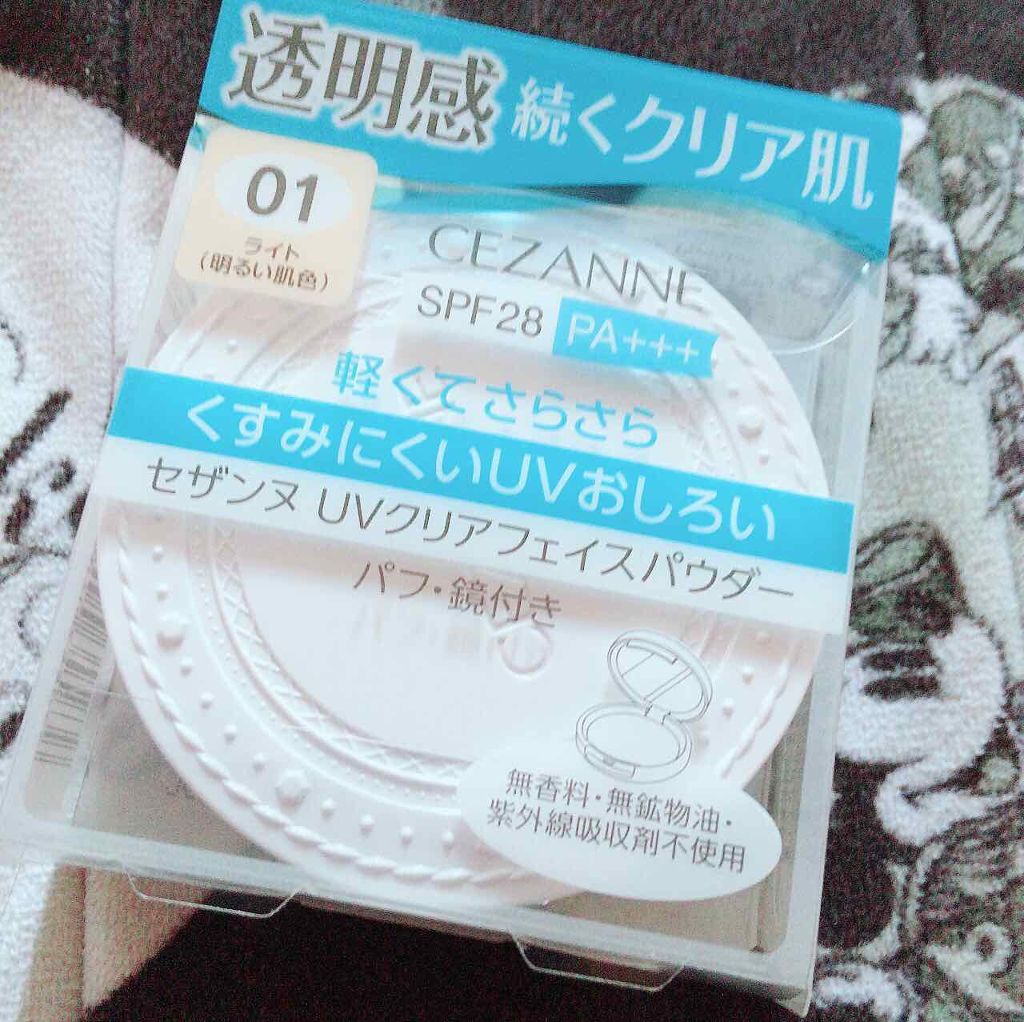 透明感 続くクリア肌
01
ライト
(明るい肌色)
CEZANNE
SPF28 PA+++
軽くてさらさら
くすみにくいUVおしろい
セザンヌ UVクリアフェイスパウダー
パフ・鏡付き
無香料・無鉱物油・
紫外線吸収剤不使用